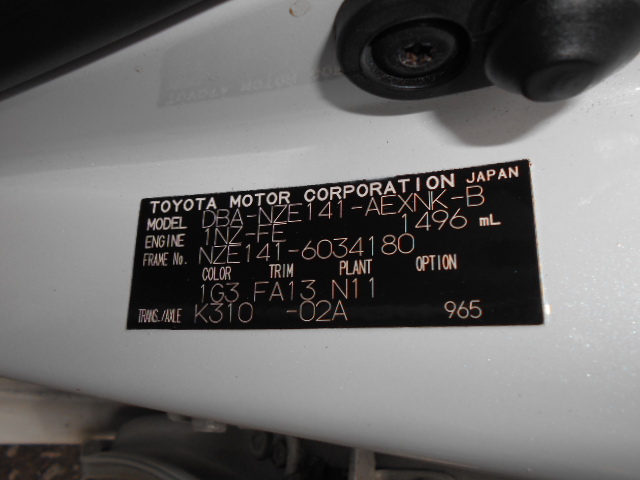 TOYOTA MOTOR CORPORATION JAPAN
MODEL DBA-NZE141-AEXNK-B
ENGINE 1NZ-FE 1496 mL
FRAME No. NZE141-6034180
COLOR TRIM PLANT OPTION
1G3 FA13 N11
TRANS./AXLE K310 -02A 965